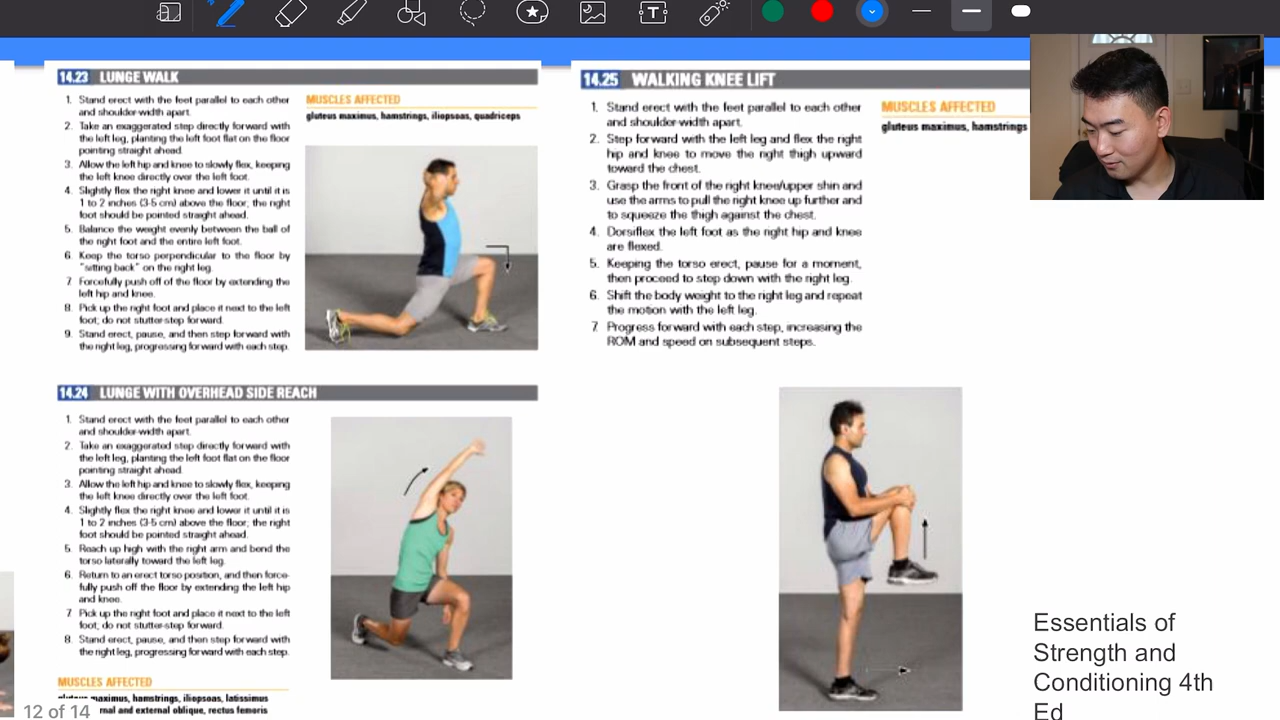 14.23 LUNGE WALK
1. Stand erect with the feet parallel to each other
and shoulder-width apart.
2. Take an exaggerated step directly forward with
the left leg, planting the left foot flat on the floor
pointing straight ahead.
3. Allow the left hip and knee to slowly flex, keeping
the left knee directly over the left foot.
4. Slightly flex the right knee and lower it until it is
1 to 2 inches (3-5 cm) above the floor; the right
foot should be pointed straight ahead.
5. Balance the weight evenly between the ball of
the right foot and the entire left foot.
6. Keep the torso perpendicular to the floor by
"sitting back" on the right leg.
7. Forcefully push off of the floor by extending the
left hip and knee.
8. Pick up the right foot and place it next to the left
foot; do not stutter-step forward.
9. Stand erect, pause, and then step forward with
the right leg, progressing forward with each step.
MUSCLES AFFECTED
gluteus maximus, hamstrings, iliopsoas, quadriceps
14.24 LUNGE WITH OVERHEAD SIDE REACH
1. Stand erect with the feet parallel to each other
and shoulder-width apart.
2. Take an exaggerated step directly forward with
the left leg, planting the left foot flat on the floor
pointing straight ahead.
3. Allow the left hip and knee to slowly flex, keeping
the left knee directly over the left foot.
4. Slightly flex the right knee and lower it until it is
1 to 2 inches (3-5 cm) above the floor; the right
foot should be pointed straight ahead.
5. Reach up high with the right arm and bend the
torso laterally toward the left leg.
6. Return to an erect torso position, and then force-
fully push off the floor by extending the left hip
and knee.
7. Pick up the right foot and place it next to the left
foot; do not stutter-step forward.
8. Stand erect, pause, and then step forward with
the right leg, progressing forward with each step.
MUSCLES AFFECTED
maximus, hamstrings, iliopsoas, latissimus
rnal and external oblique, rectus femoris
12 of 14
14.25 WALKING KNEE LIFT
1. Stand erect with the feet parallel to each other
and shoulder-width apart.
2. Step forward with the left leg and flex the right
hip and knee to move the right thigh upward
toward the chest.
3. Grasp the front of the right knee/upper shin and
use the arms to pull the right knee up further and
to squeeze the thigh against the chest.
4. Dorsiflex the left foot as the right hip and knee
are flexed.
5. Keeping the torso erect, pause for a moment,
then proceed to step down with the right leg.
6. Shift the body weight to the right leg and repeat
the motion with the left leg.
7. Progress forward with each step, increasing the
ROM and speed on subsequent steps.
MUSCLES AFFECTED
gluteus maximus, hamstrings
Essentials of
Strength and
Conditioning 4th
Ed